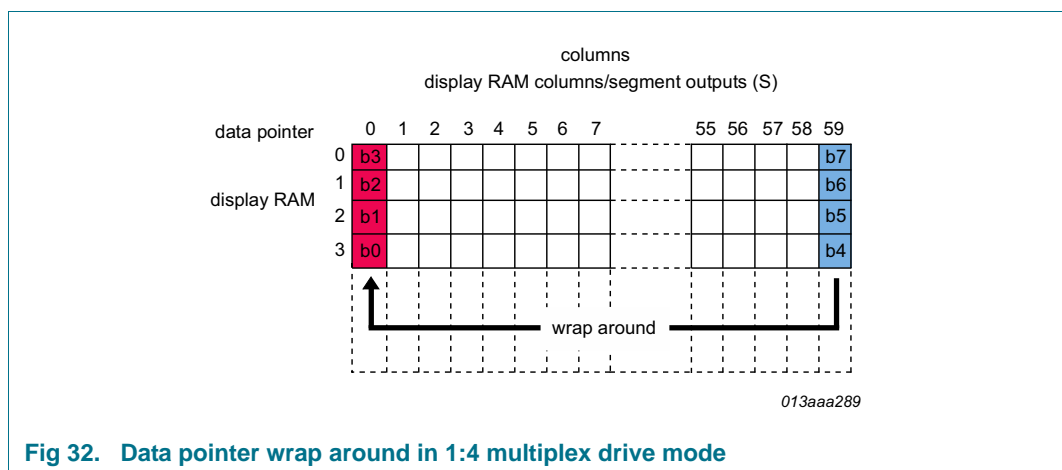 columns
display RAM columns/segment outputs (S)
data pointer 0 1 2 3 4 5 6 7 55 56 57 58 59
0 b3 b7
1 b2 b6
display RAM
2 b1 b5
3 b0 b4
wrap around
013aaa289
Fig 32. Data pointer wrap around in 1:4 multiplex drive mode